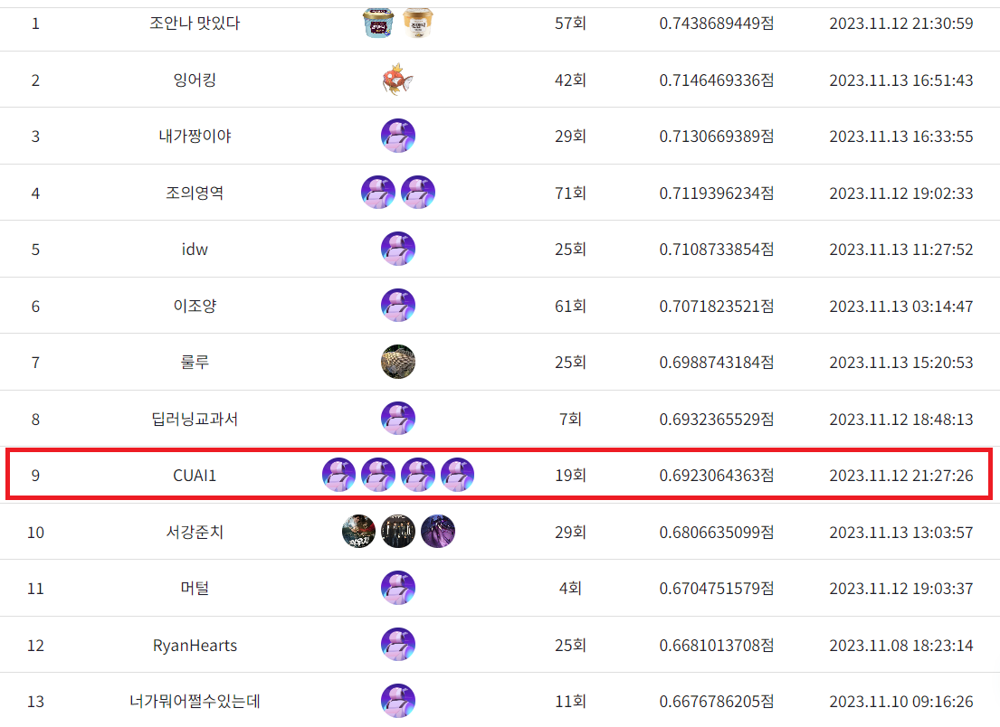 1 조안나 맛있다 57회 0.7438689449점 2023.11.12 21:30:59
2 잉어킹 42회 0.7146469336점 2023.11.13 16:51:43
3 내가짱이야 29회 0.7130669389점 2023.11.13 16:33:55
4 조의영역 71회 0.7119396234점 2023.11.12 19:02:33
5 idw 25회 0.7108733854점 2023.11.13 11:27:52
6 이조양 61회 0.7071823521점 2023.11.13 03:14:47
7 룰루 25회 0.6988743184점 2023.11.13 15:20:53
8 딥러닝교과서 7회 0.6932365529점 2023.11.12 18:48:13
9 CUAI1 19회 0.6923064363점 2023.11.12 21:27:26
10 서강준치 29회 0.6806635099점 2023.11.13 13:03:57
11 머털 4회 0.6704751579점 2023.11.12 19:03:37
12 RyanHearts 25회 0.6681013708점 2023.11.08 18:23:14
13 너가뭐어쩔수있는데 11회 0.6676786205점 2023.11.10 09:16:26